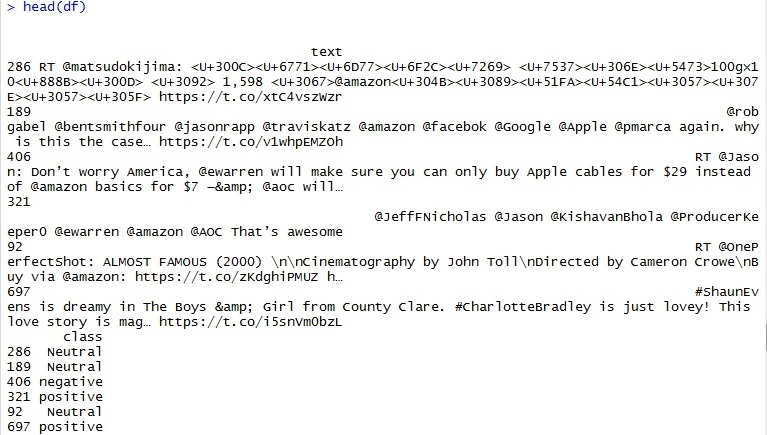 > head(df)
text
286 RT @matsudokijima: <U+300C><U+6771><U+6D77><U+6F2C><U+7269> <U+7537><U+306E><U+5473>100g×1
0<U+888B><U+300D> <U+3092> 1,598 <U+3067>@amazon<U+304B><U+3089><U+51FA><U+54C1><U+3057><U+307
E><U+3057><U+305F> https://t.co/xtC4vszWzr
189 @rob
gabel @bentsmithfour @jasonrapp @traviskatz @amazon @facebok @Google @Apple @pmarca again. why
is this the case… https://t.co/v1whpEMZOh
406 RT @Jaso
n: Don’t worry America, @ewarren will make sure you can only buy Apple cables for $29 instead
of @amazon basics for $7 —&amp; @aoc will…
321
@JeffFNicholas @Jason @KishavanBhola @ProducerKe
eper0 @ewarren @amazon @AOC That’s awesome
92 RT @OneP
erfectShot: ALMOST FAMOUS (2000) \n\nCinematography by John Toll\nDirected by Cameron Crowe\nB
uy via @amazon: https://t.co/zKdghiPMUZ h…
697 #ShaunEv
ens is dreamy in The Boys &amp; Girl from County Clare. #CharlotteBradley is just lovey! This
love story is mag… https://t.co/i5snVmObzL
class
286 Neutral
189 Neutral
406 negative
321 positive
92 Neutral
697 positive